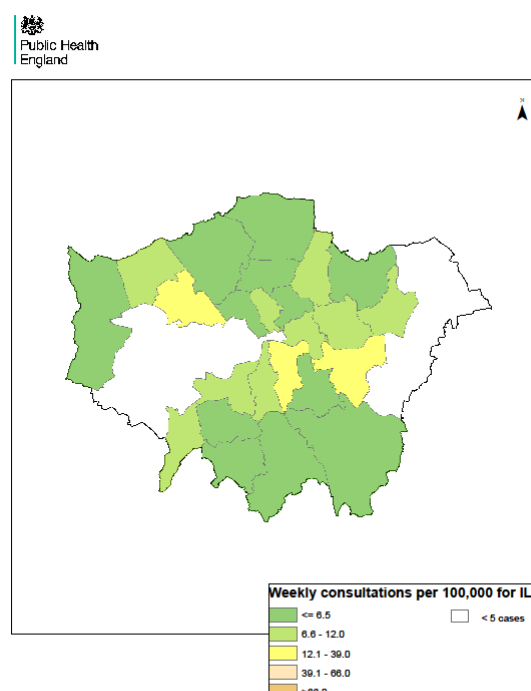 Public Health
England
N
Weekly consultations per 100,000 for IL
<= 6.5
< 5 cases
6.6 - 12.0
12.1 - 39.0
39.1 - 66.0